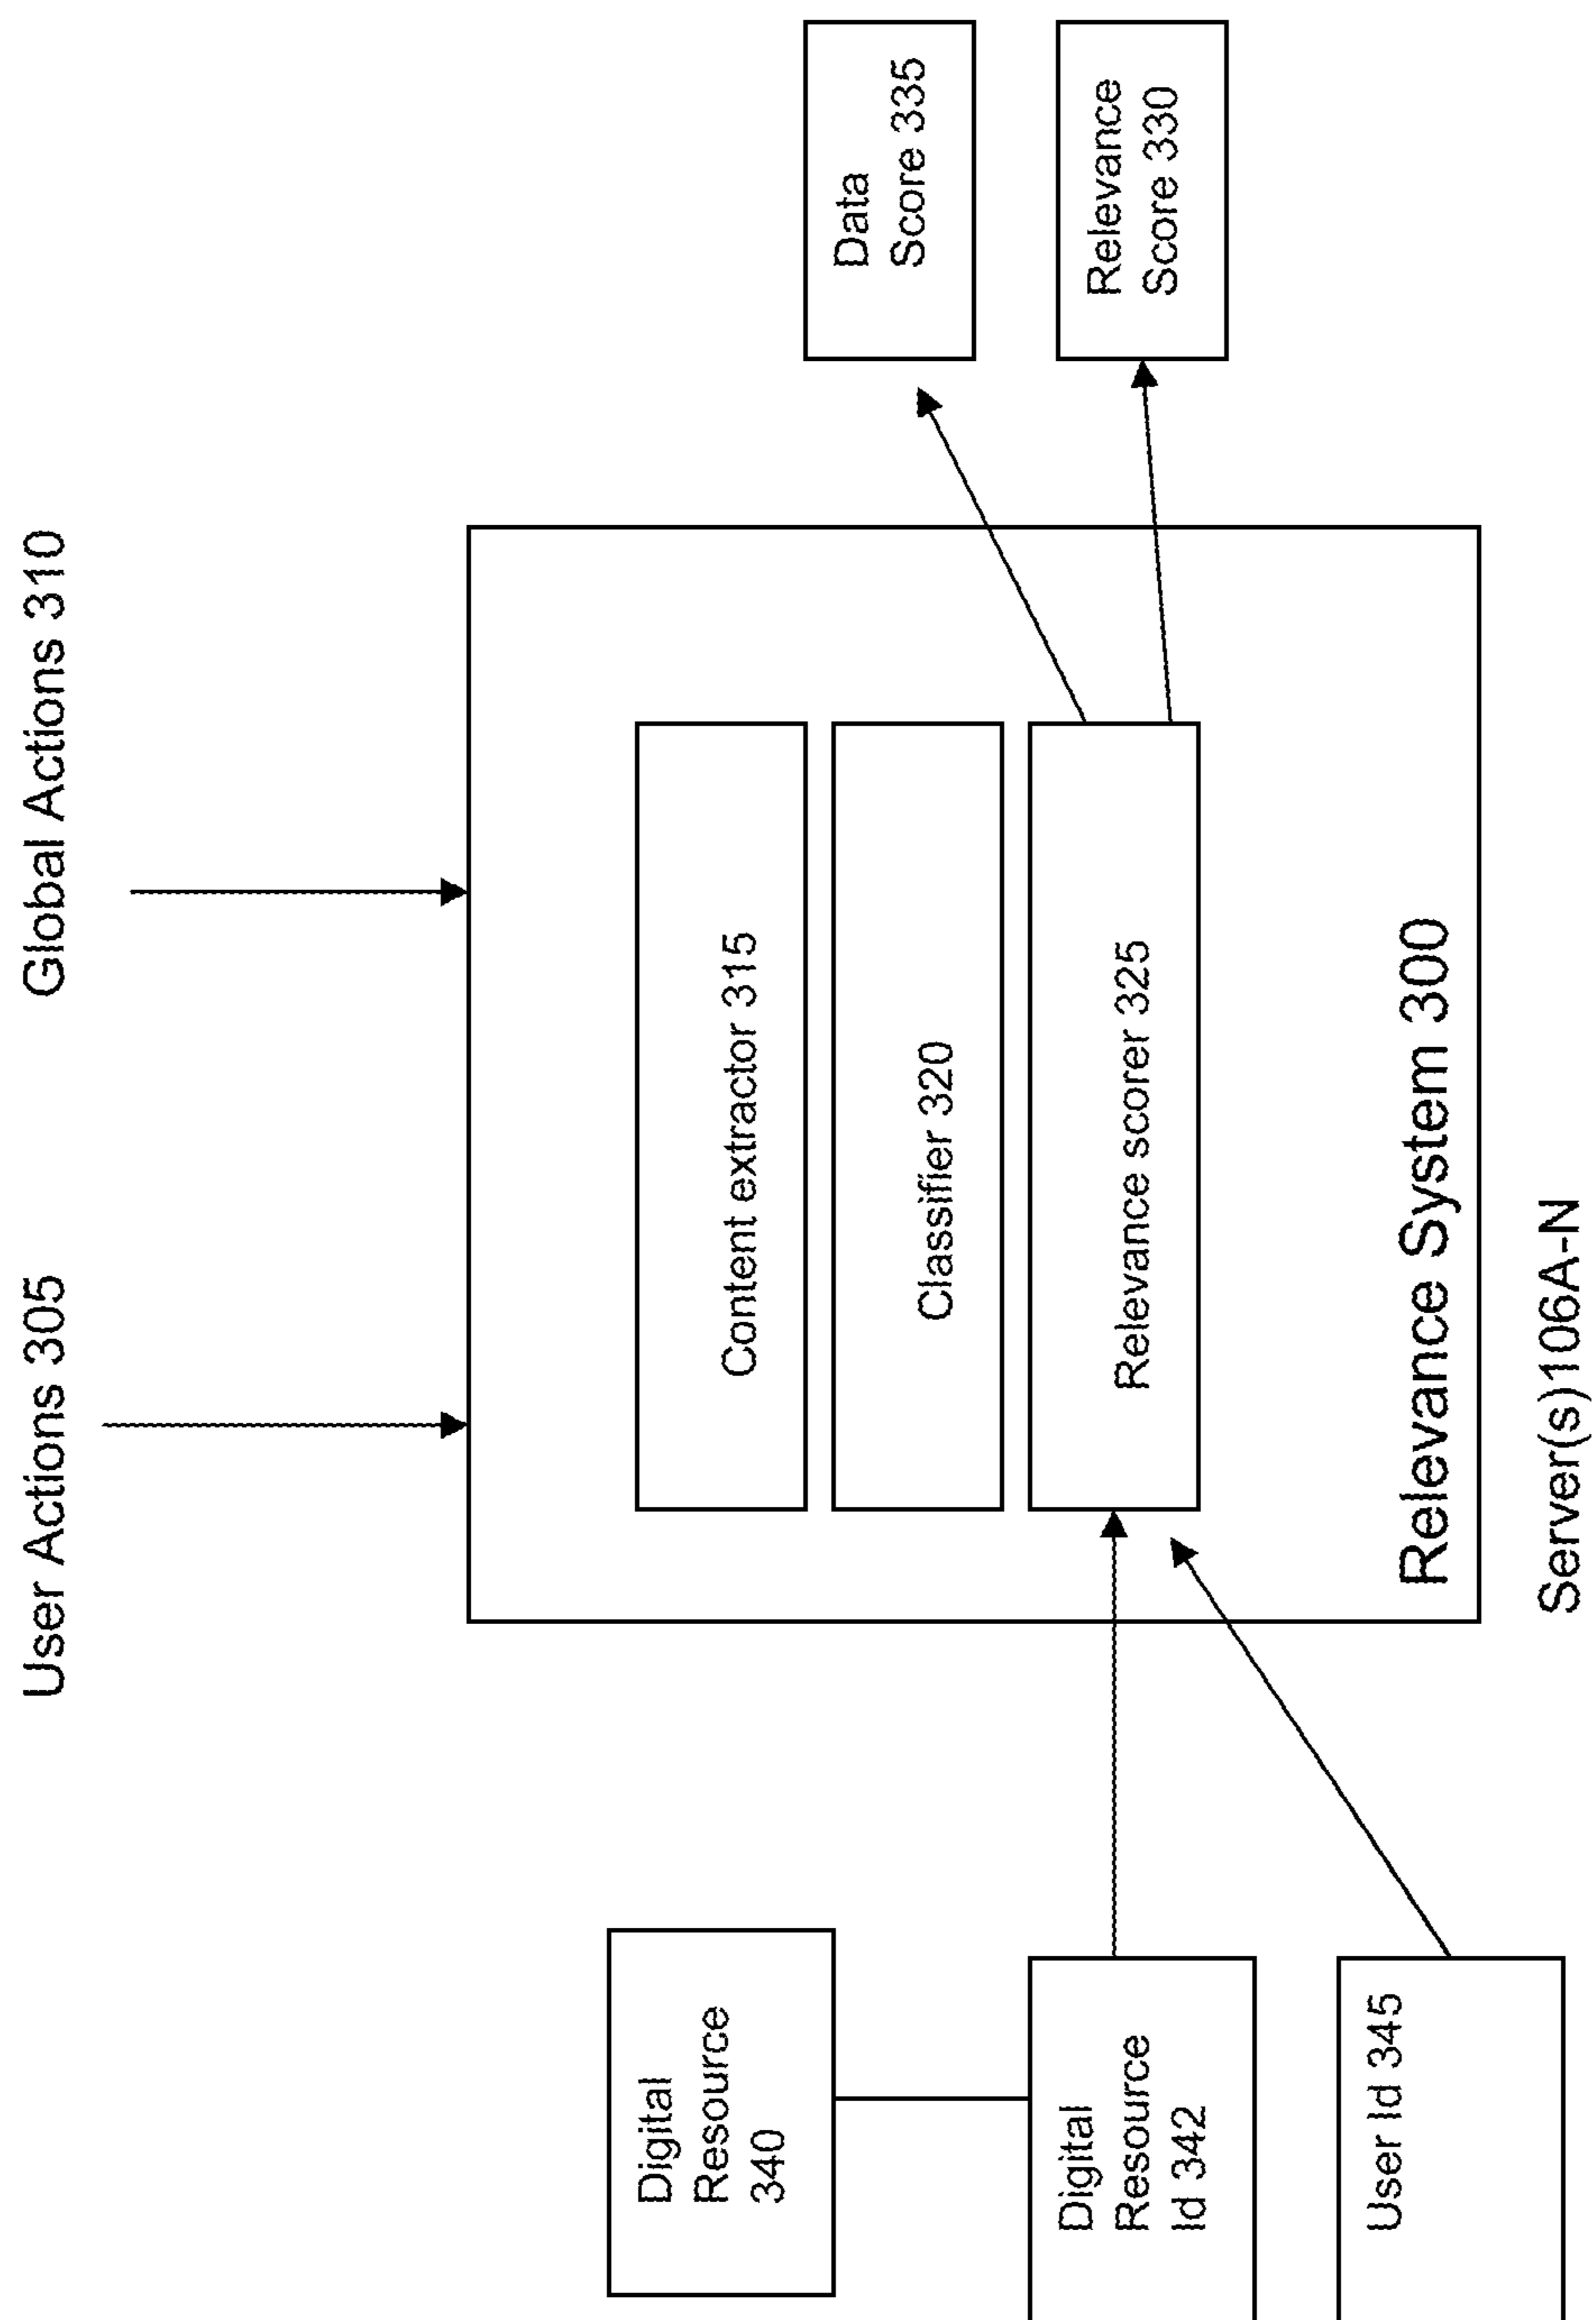 User Actions 305
Global Actions 310
Digital
Resource
340
Digital
Resource
Id 342
User Id 345
Content extractor 315
Classifier 320
Relevance scorer 325
Relevance System 300
Server(s)106A-N
Data
Score 335
Relevance
Score 330